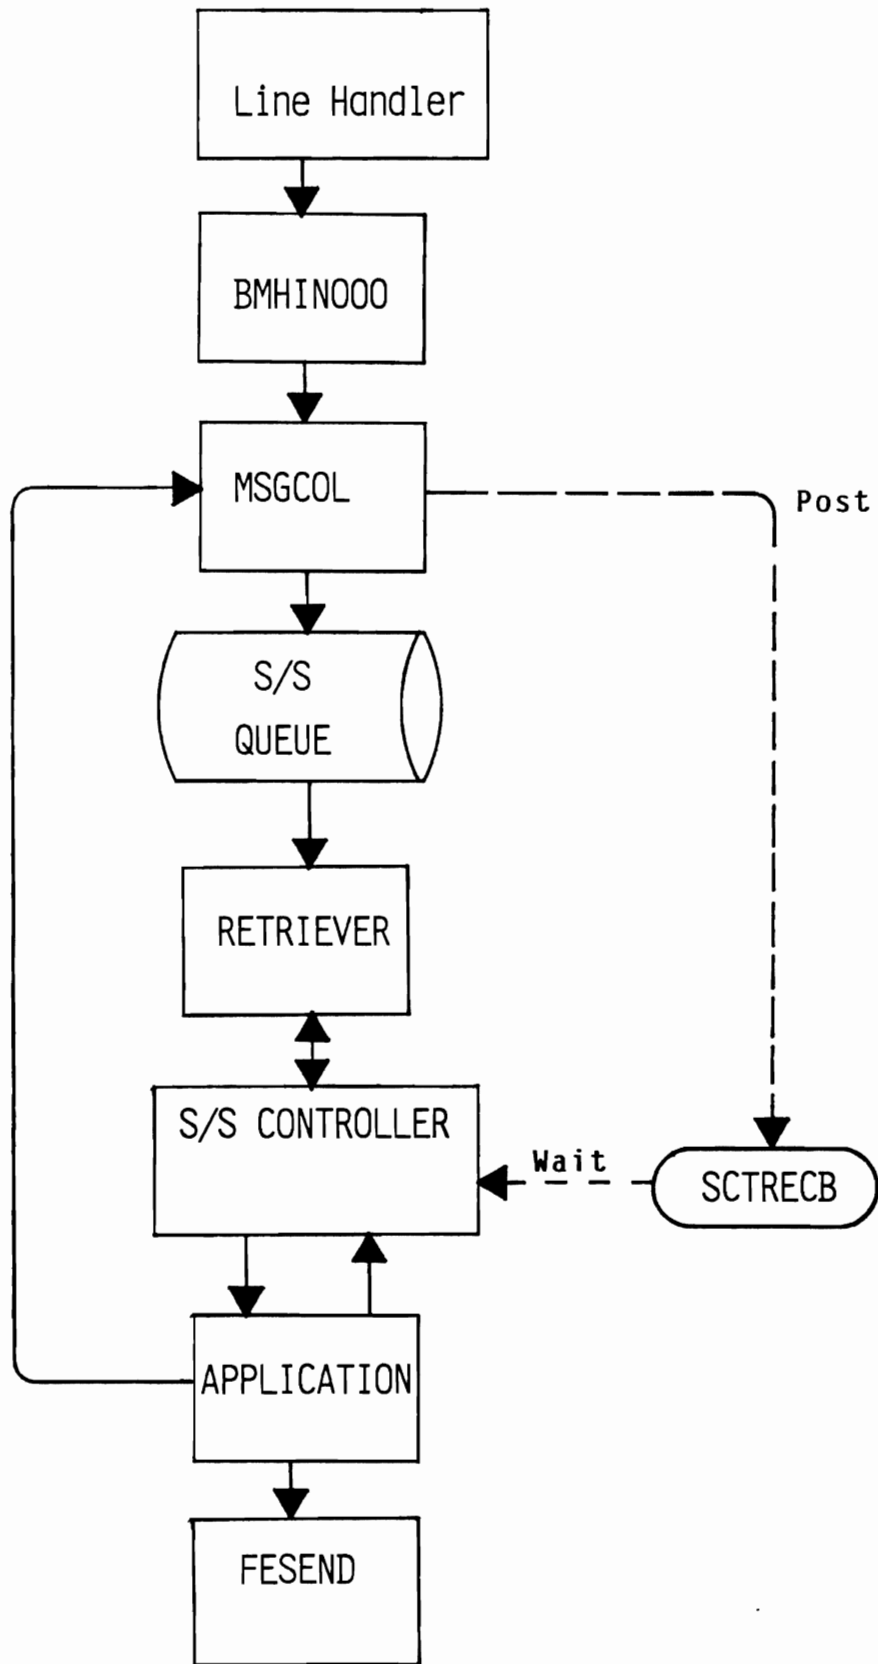 Line Handler
BMHIN000
MSGCOL
Post
S/S
QUEUE
RETRIEVER
S/S CONTROLLER
Wait
SCTRECB
APPLICATION
FESEND